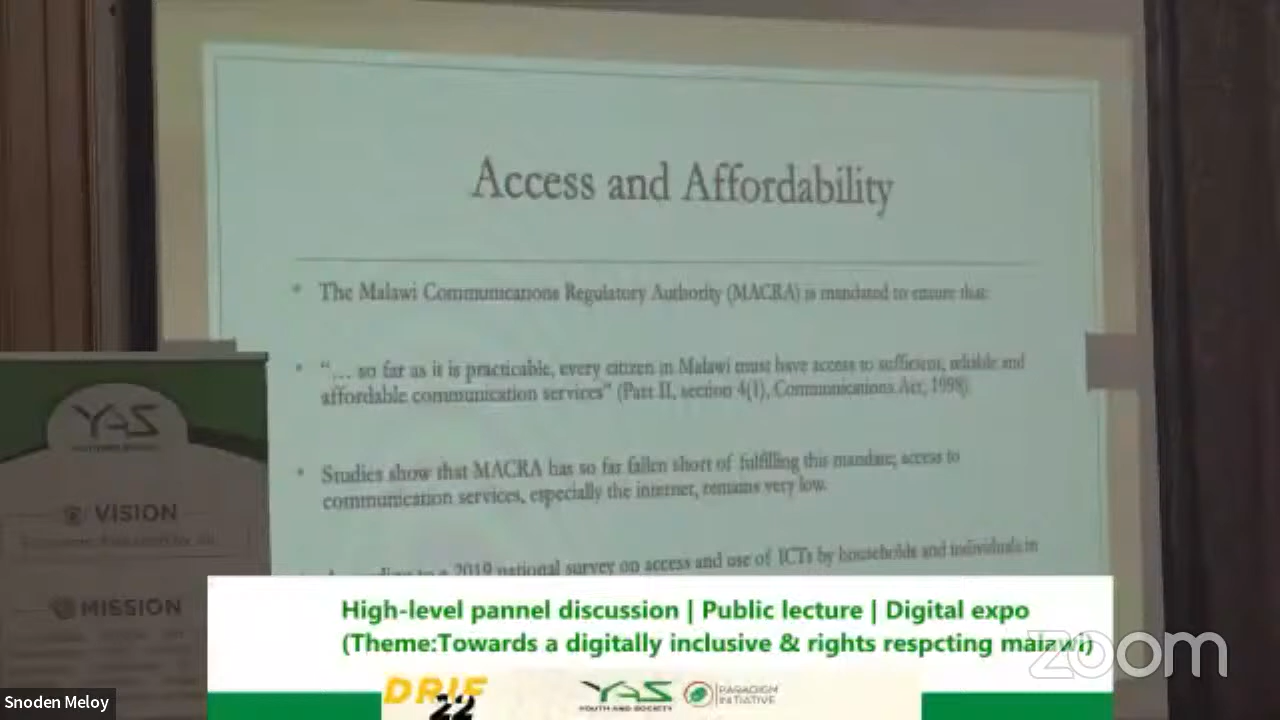 Access and Affordability
The Malawi Communications Regulatory Authority (MACRA) is mandated to ensure that:
"... so far as it is practicable, every citizen in Malawi must have access to sufficient, reliable and
affordable communication services" (Part II, section 4(1), Communications Act, 1998)
Studies show that MACRA has so far fallen short of fulfilling this mandate; access to
communication services, especially the internet, remains very low.
2019 national survey on access and use of ICTs by households and individuals in
YAS
VISION
MISSION
High-level pannel discussion | Public lecture | Digital expo
(Theme:Towards a digitally inclusive & rights respcting malawi)
zoom
DRIF
22
YAS
YOUTH AND SOCIETY
PARADIGM
INITIATIVE
Sungden Meloy